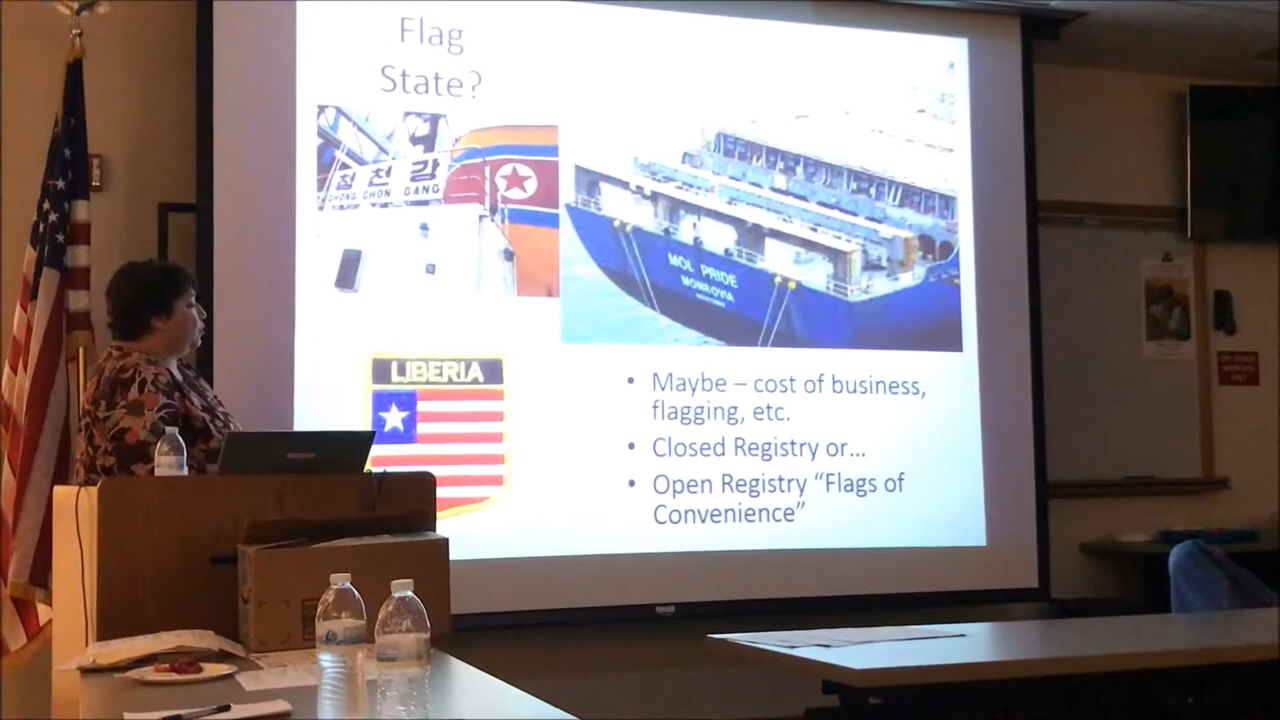 Flag
State?
청 천 강
CHONG CHON GANG
MOL PRIDE
MONROVIA
LIBERIA
• Maybe – cost of business,
flagging, etc.
• Closed Registry or...
• Open Registry “Flags of
Convenience”